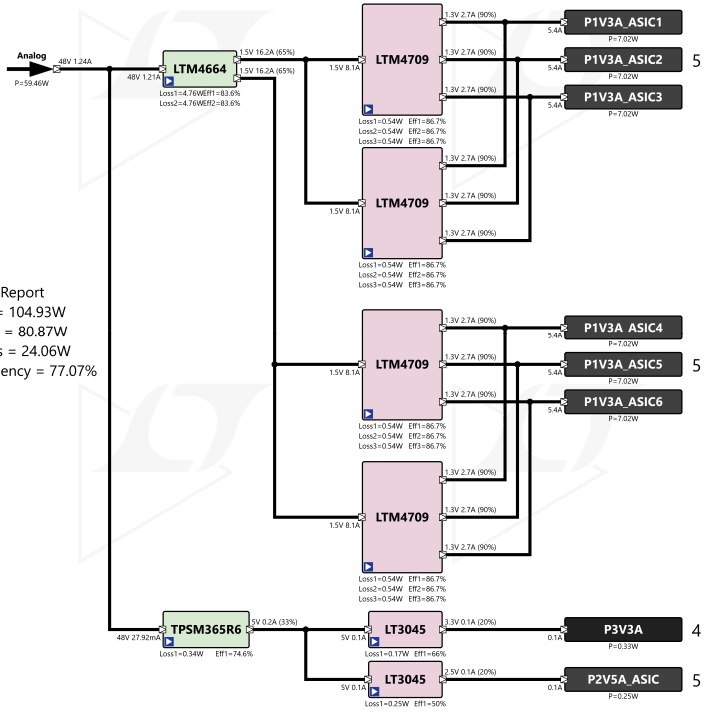 Analog
48V 1.24A
P=59.46W
LTM4664
48V 1.21A
1.5V 16.2A (65%)
1.5V 16.2A (65%)
Loss1=4.76WEff1=83.6%
Loss2=4.76WEff2=83.6%
LTM4709
1.5V 8.1A
1.3V 2.7A (90%)
1.3V 2.7A (90%)
1.3V 2.7A (90%)
Loss1=0.54W Eff1=86.7%
Loss2=0.54W Eff2=86.7%
Loss3=0.54W Eff3=86.7%
P1V3A_ASIC1
5.4A
P=7.02W
P1V3A_ASIC2
5.4A
P=7.02W
5
P1V3A_ASIC3
5.4A
P=7.02W
LTM4709
1.5V 8.1A
1.3V 2.7A (90%)
1.3V 2.7A (90%)
1.3V 2.7A (90%)
Loss1=0.54W Eff1=86.7%
Loss2=0.54W Eff2=86.7%
Loss3=0.54W Eff3=86.7%
Report
= 104.93W
= 80.87W
s = 24.06W
ency = 77.07%
LTM4709
1.5V 8.1A
1.3V 2.7A (90%)
1.3V 2.7A (90%)
1.3V 2.7A (90%)
Loss1=0.54W Eff1=86.7%
Loss2=0.54W Eff2=86.7%
Loss3=0.54W Eff3=86.7%
P1V3A_ASIC4
5.4A
P=7.02W
P1V3A_ASIC5
5.4A
P=7.02W
5
P1V3A_ASIC6
5.4A
P=7.02W
LTM4709
1.5V 8.1A
1.3V 2.7A (90%)
1.3V 2.7A (90%)
1.3V 2.7A (90%)
Loss1=0.54W Eff1=86.7%
Loss2=0.54W Eff2=86.7%
Loss3=0.54W Eff3=86.7%
TPSM365R6
48V 27.92mA
5V 0.2A (33%)
Loss1=0.34W Eff1=74.6%
LT3045
5V 0.1A
3.3V 0.1A (20%)
Loss1=0.17W Eff1=66%
P3V3A
0.1A
P=0.33W
4
LT3045
5V 0.1A
2.5V 0.1A (20%)
Loss1=0.25W Eff1=50%
P2V5A_ASIC
0.1A
P=0.25W
5